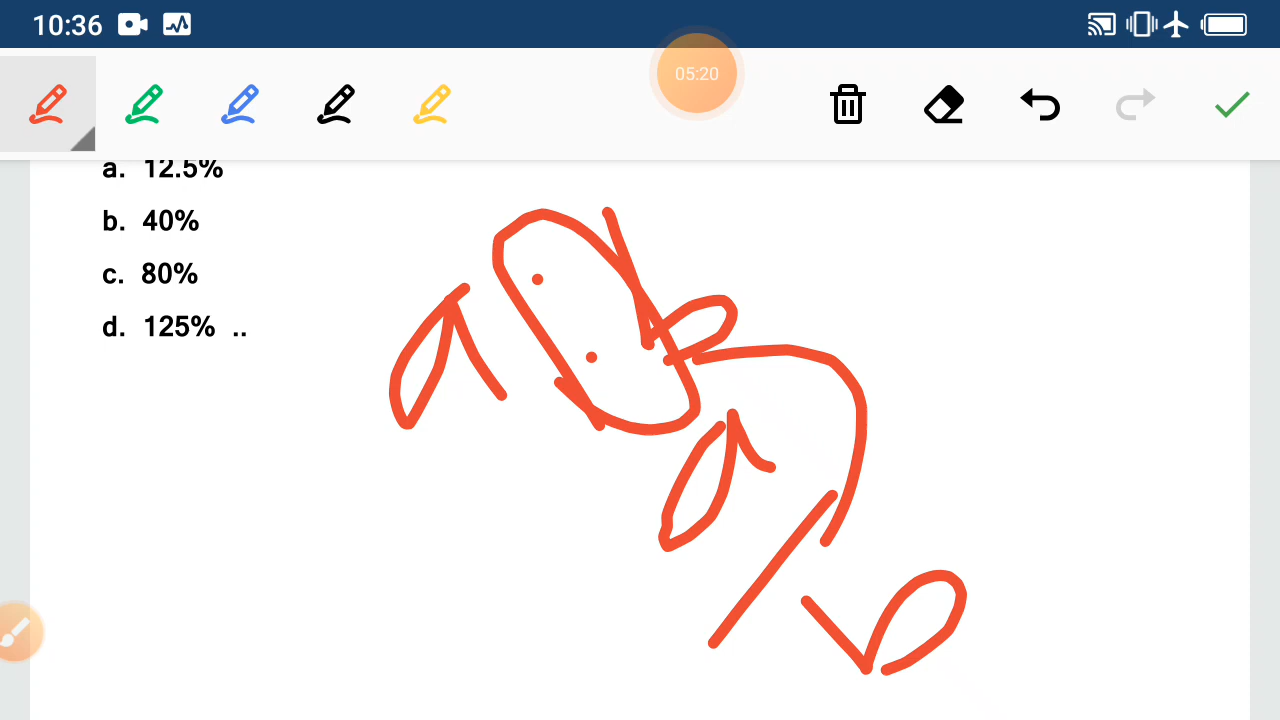 10:36
05:20
a. 12.5%
b. 40%
c. 80%
d. 125% ..
a
b
a
b